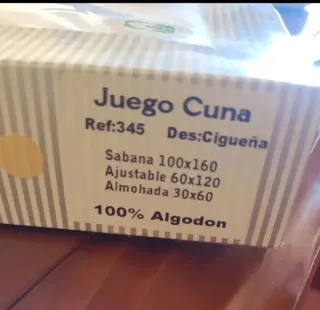 Juego Cuna
Ref:345 Des:Cigueña
Sabana 100x160
Ajustable 60x120
Almohada 30x60
100% Algodon